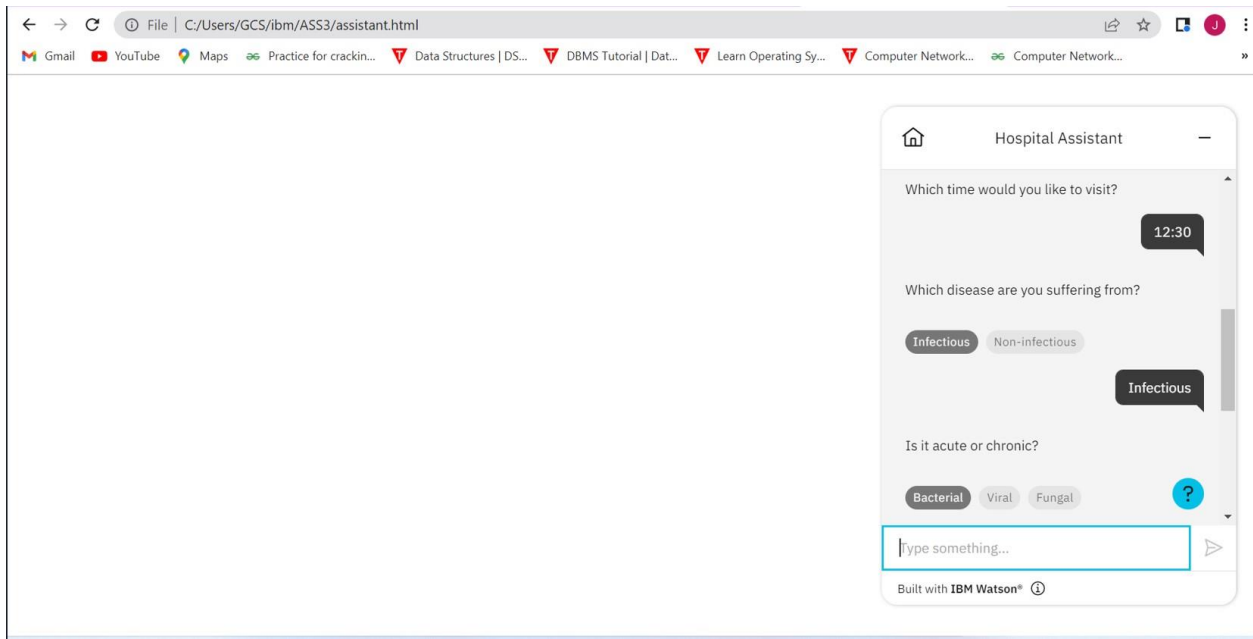 File | C:/Users/GCS/ibm/ASS3/assistant.html
J
Gmail YouTube Maps Practice for crackin... Data Structures | DS... DBMS Tutorial | Dat... Learn Operating Sy... Computer Network... Computer Network... »
Hospital Assistant
Which time would you like to visit?
12:30
Which disease are you suffering from?
Infectious Non-infectious
Infectious
Is it acute or chronic?
Bacterial Viral Fungal
?
Type something...
Built with IBM Watson®